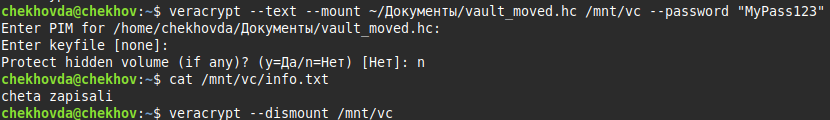 chekhovda@chekhov:~$ veracrypt --text --mount ~/Документы/vault_moved.hc /mnt/vc --password "MyPass123"
Enter PIM for /home/chekhovda/Документы/vault_moved.hc:
Enter keyfile [none]:
Protect hidden volume (if any)? (y=Да/n=Нет) [Нет]: n
chekhovda@chekhov:~$ cat /mnt/vc/info.txt
cheta zapisali
chekhovda@chekhov:~$ veracrypt --dismount /mnt/vc